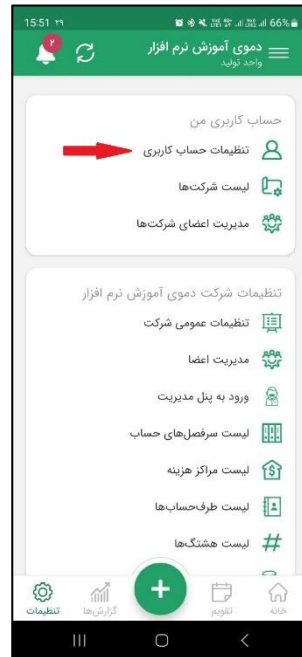 15:51 ۲۹ 66%
۲
دموی آموزش نرم افزار
واحد تولید
حساب کاربری من
تنظیمات حساب کاربری
لیست شرکت‌ها
مدیریت اعضای شرکت‌ها
تنظیمات شرکت دموی آموزش نرم افزار
تنظیمات عمومی شرکت
مدیریت اعضا
ورود به پنل مدیریت
لیست سرفصل‌های حساب
لیست مراکز هزینه
لیست طرف‌حساب‌ها
لیست هشتگ‌ها
خانه
تقویم
گزارش‌ها
تنظیمات